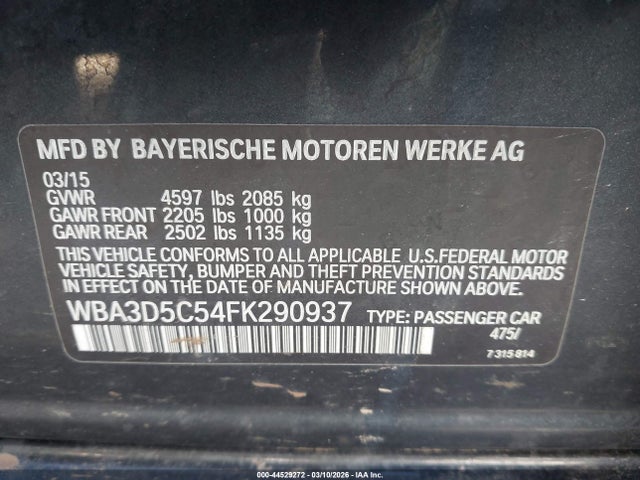 MFD BY BAYERISCHE MOTOREN WERKE AG
03/15
GVWR 4597 lbs 2085 kg
GAWR FRONT 2205 lbs 1000 kg
GAWR REAR 2502 lbs 1135 kg
THIS VEHICLE CONFORMS TO ALL APPLICABLE U.S.FEDERAL MOTOR
VEHICLE SAFETY, BUMPER AND THEFT PREVENTION STANDARDS
IN EFFECT ON THE DATE OF MANUFACTURE SHOWN ABOVE.
WBA3D5C54FK290937 TYPE: PASSENGER CAR
475/
7 315 814
000-44529272 - 03/10/2026 - IAA Inc.